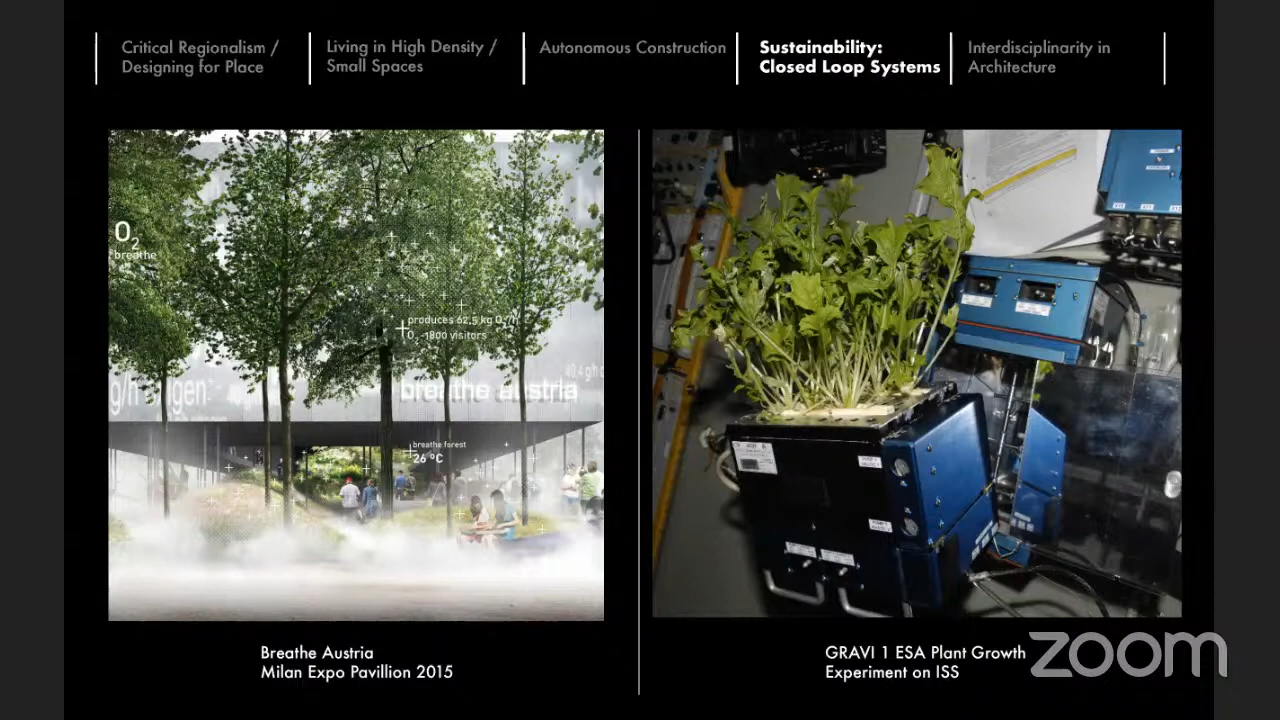 Critical Regionalism /
Designing for Place
Living in High Density /
Small Spaces
Autonomous Construction
Sustainability:
Closed Loop Systems
Interdisciplinarity in
Architecture
O2
breathe
produces 62,5 kg O2/h
O2 -1800 visitors
g/h
breathe austria
breathe forest
26 °C
Breathe Austria
Milan Expo Pavillion 2015
GRAVI 1 ESA Plant Growth
Experiment on ISS
zoom